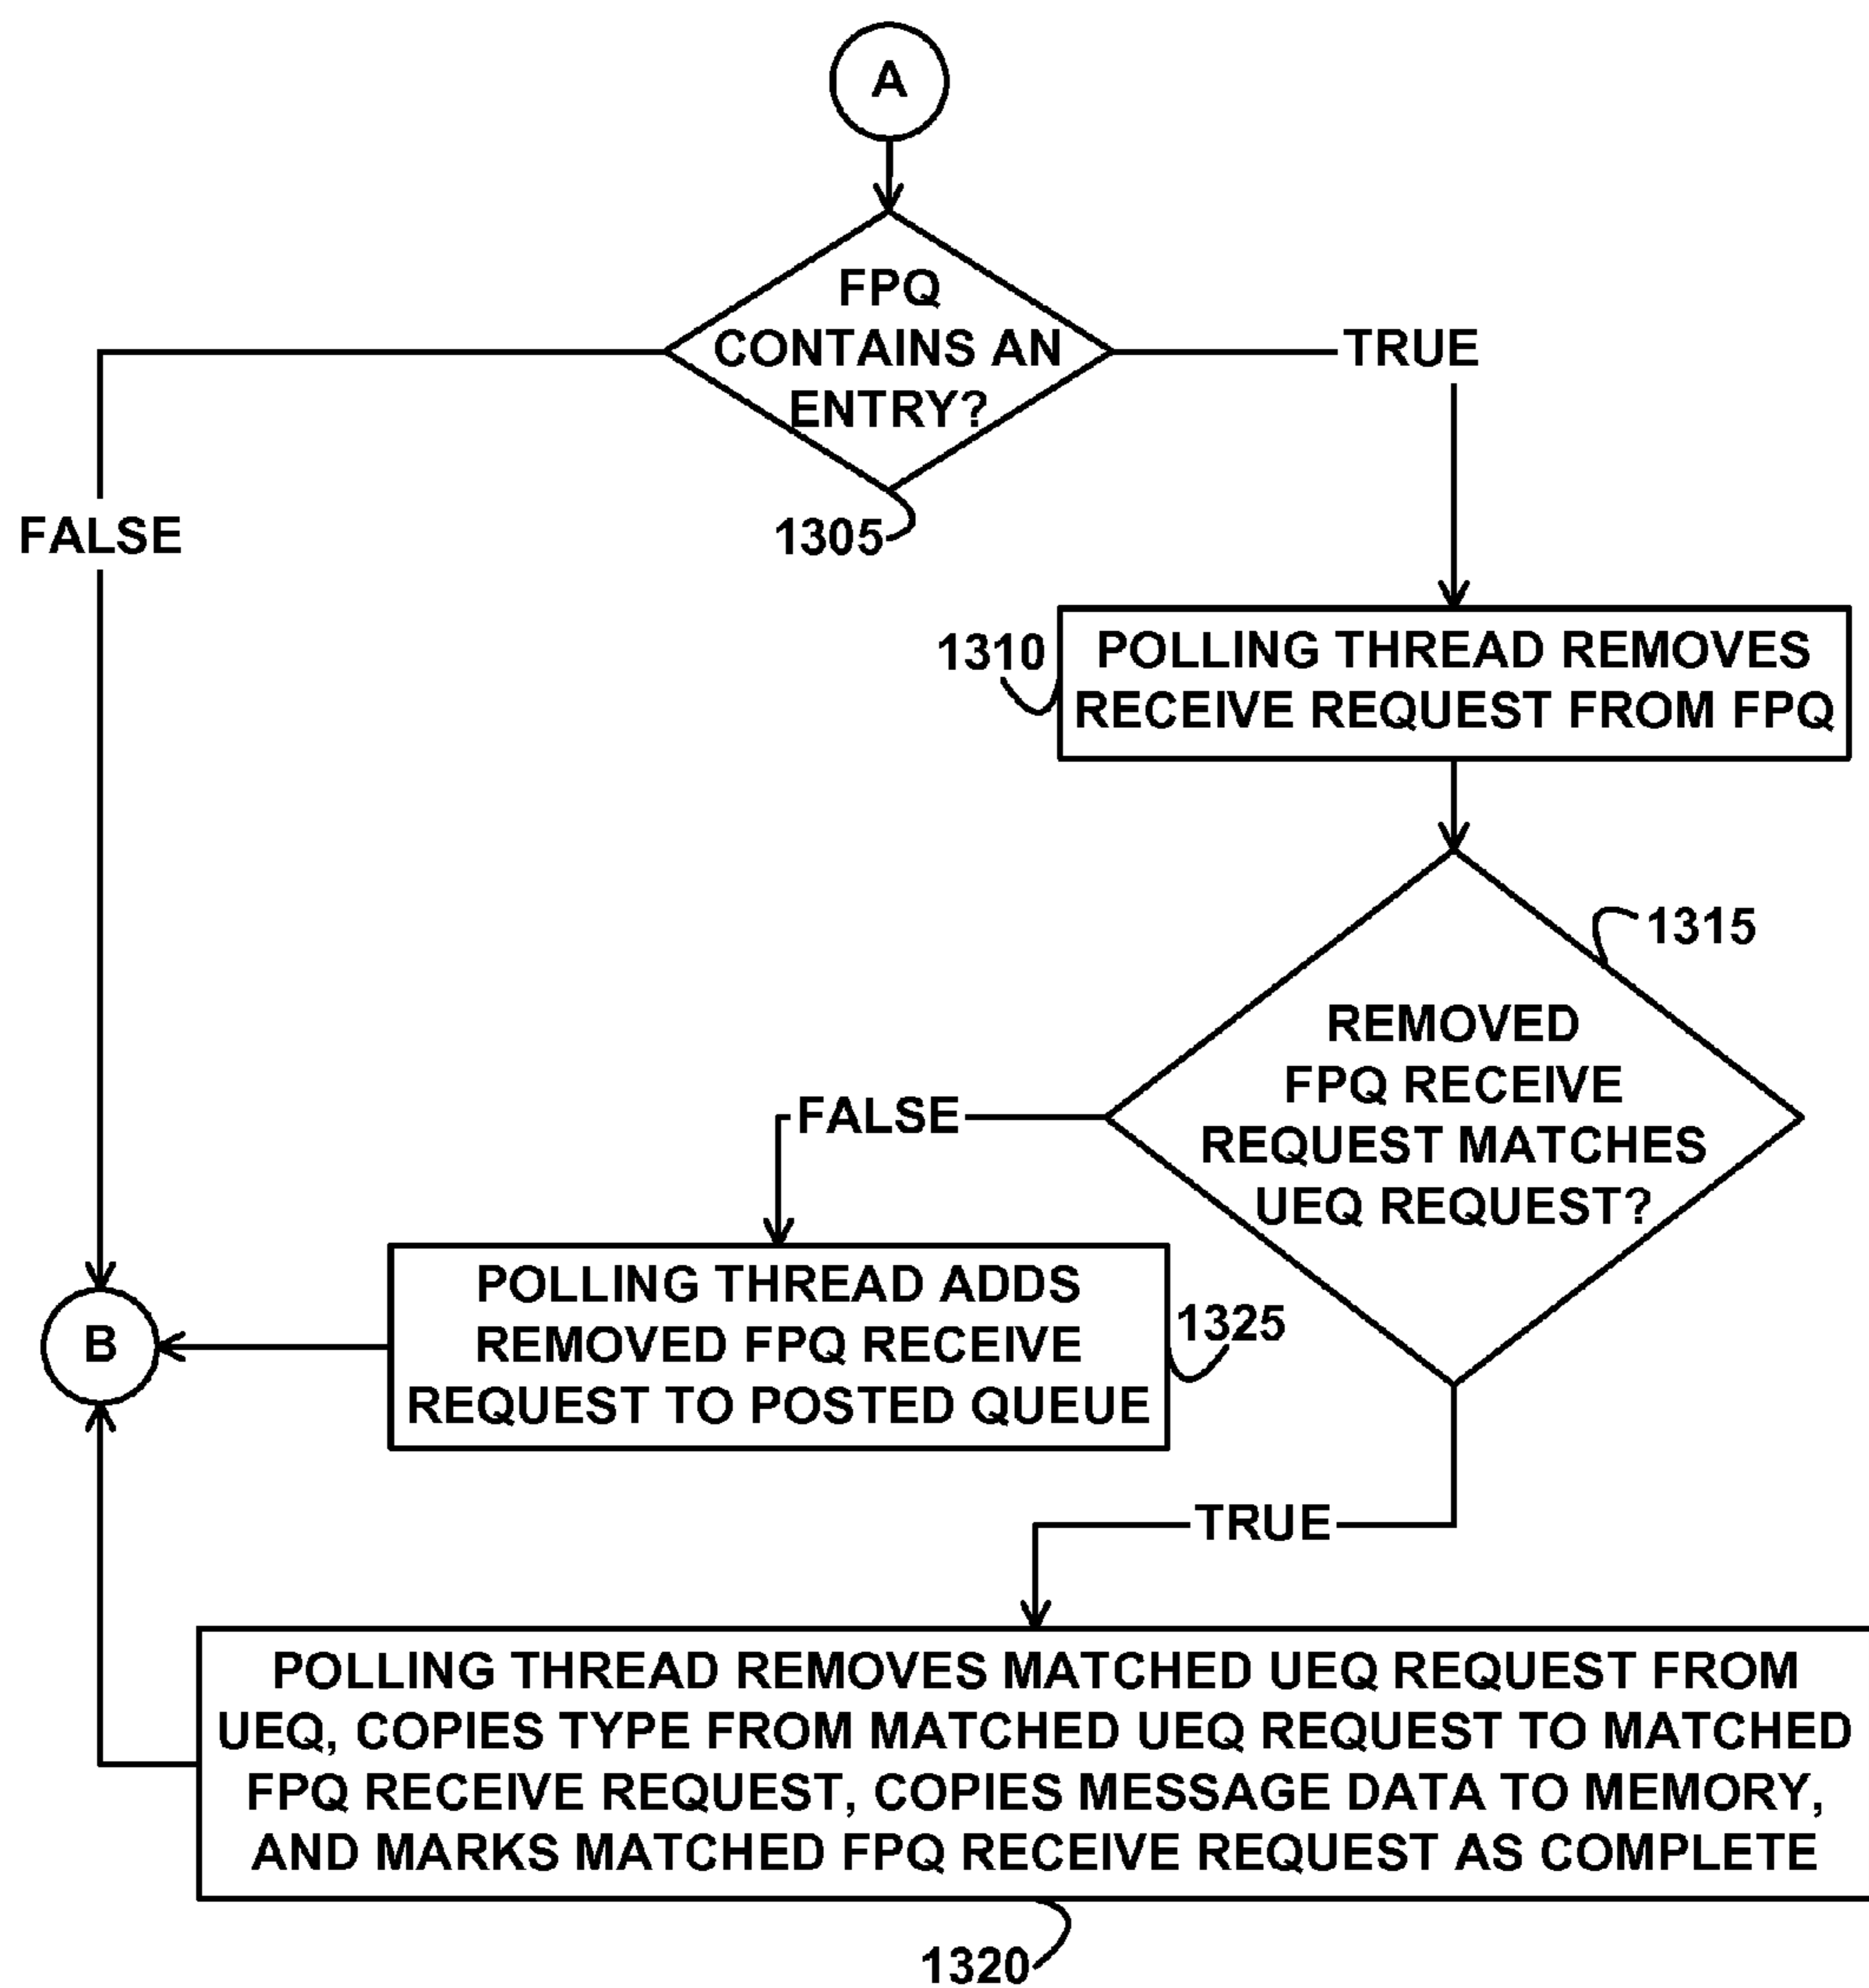 A
FPQ
CONTAINS AN
ENTRY?
TRUE
FALSE
1305
1310
POLLING THREAD REMOVES
RECEIVE REQUEST FROM FPQ
1315
REMOVED
FPQ RECEIVE
REQUEST MATCHES
UEQ REQUEST?
FALSE
POLLING THREAD ADDS
REMOVED FPQ RECEIVE
REQUEST TO POSTED QUEUE
1325
B
TRUE
POLLING THREAD REMOVES MATCHED UEQ REQUEST FROM
UEQ, COPIES TYPE FROM MATCHED UEQ REQUEST TO MATCHED
FPQ RECEIVE REQUEST, COPIES MESSAGE DATA TO MEMORY,
AND MARKS MATCHED FPQ RECEIVE REQUEST AS COMPLETE
1320